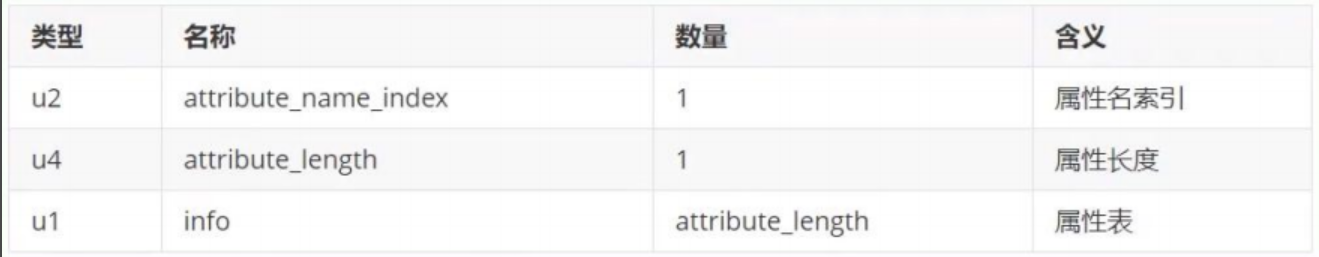 类型 名称 数量 含义
u2 attribute_name_index 1 属性名索引
u4 attribute_length 1 属性长度
u1 info attribute_length 属性表